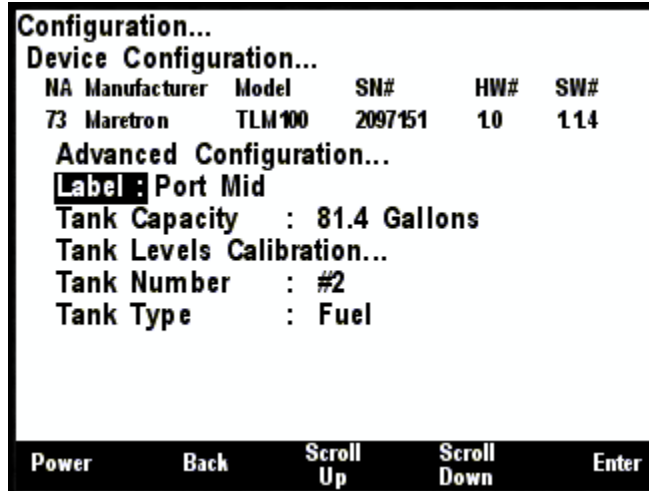 Configuration...
Device Configuration...
NA Manufacturer Model SN# HW# SW#
73 Maretron TLM100 2097151 1.0 1.1.4
Advanced Configuration...
Label : Port Mid
Tank Capacity : 81.4 Gallons
Tank Levels Calibration...
Tank Number : #2
Tank Type : Fuel
Power Back Scroll Up Scroll Down Enter